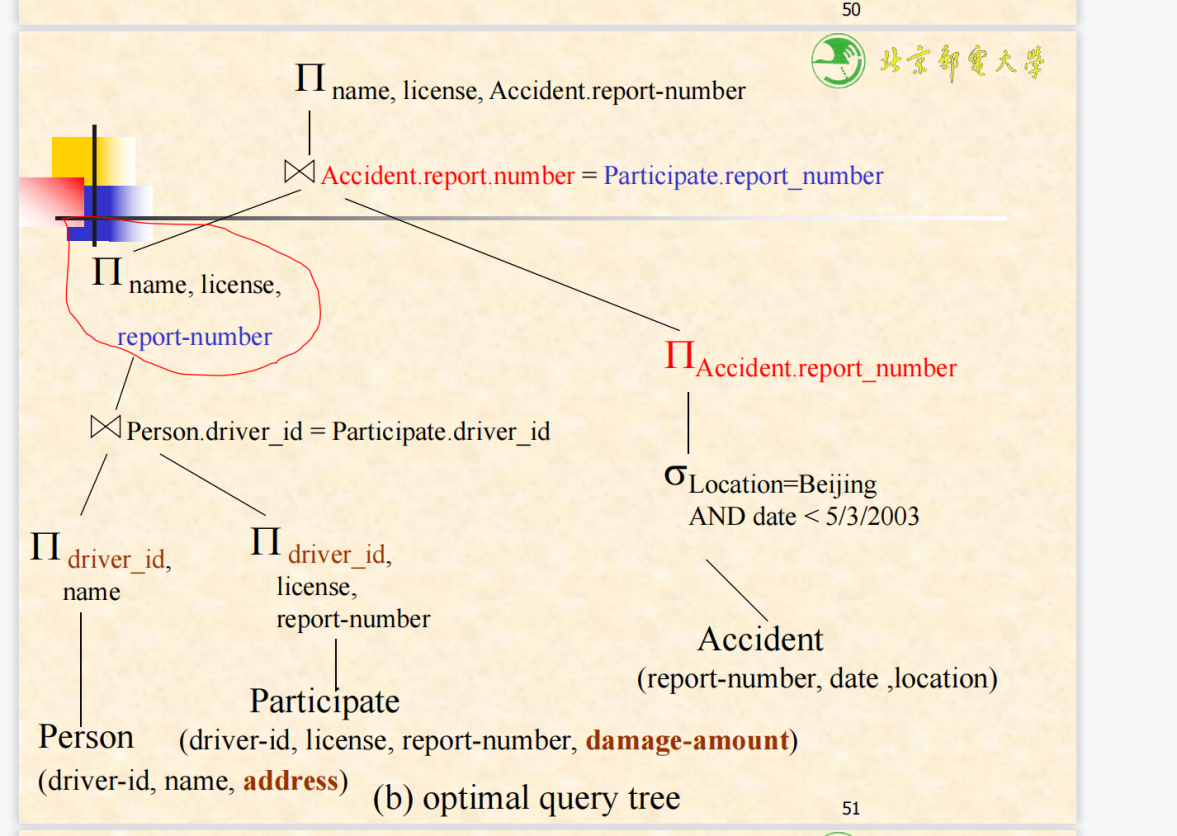 50
北京邮电大学
Π name, license, Accident.report-number
⋈ Accident.report.number = Participate.report_number
Π name, license,
report-number
Π Accident.report_number
⋈ Person.driver_id = Participate.driver_id
σ Location=Beijing
AND date < 5/3/2003
Π driver_id,
name
Π driver_id,
license,
report-number
Accident
(report-number, date ,location)
Participate
(driver-id, license, report-number, damage-amount)
Person
(driver-id, name, address)
(b) optimal query tree
51